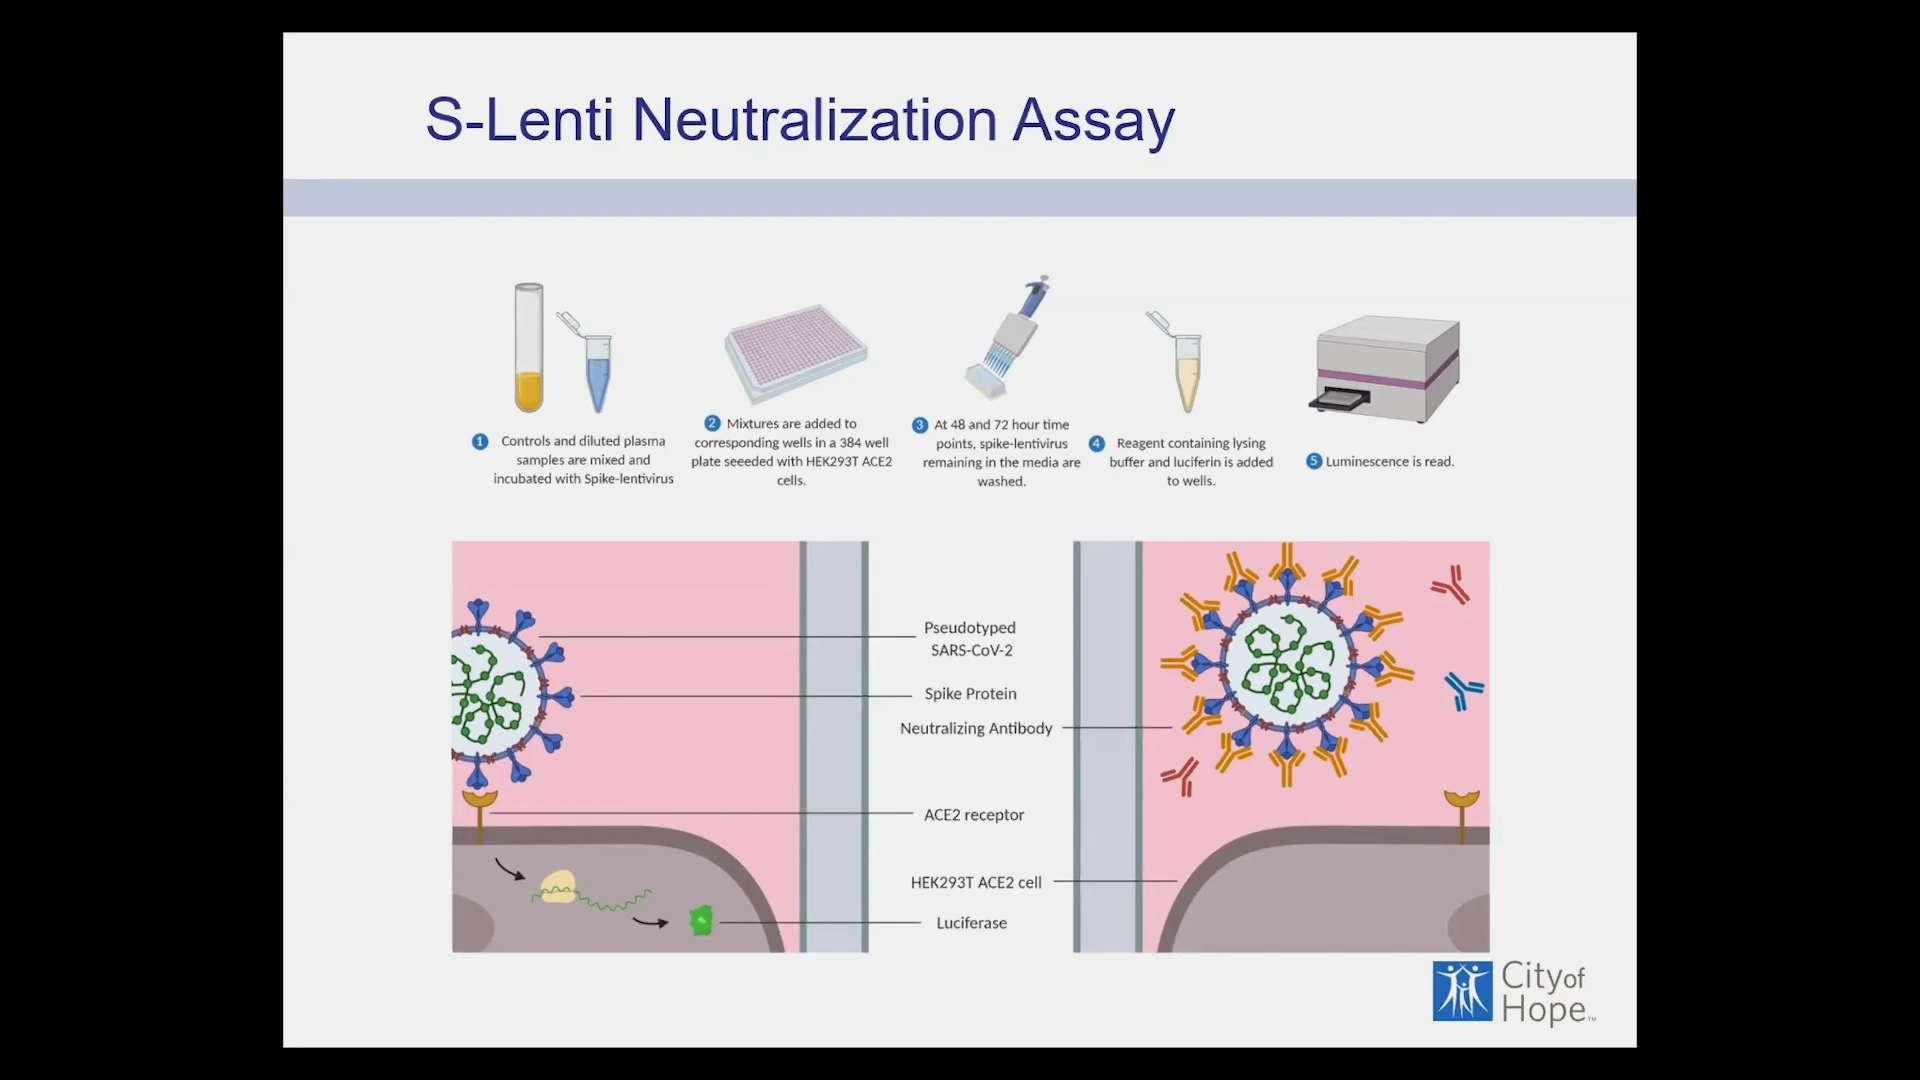 S-Lenti Neutralization Assay
1 Controls and diluted plasma
samples are mixed and
incubated with Spike-lentivirus
2 Mixtures are added to
corresponding wells in a 384 well
plate seeeded with HEK293T ACE2
cells.
3 At 48 and 72 hour time
points, spike-lentivirus
remaining in the media are
washed.
4 Reagent containing lysing
buffer and luciferin is added
to wells.
5 Luminescence is read.
Pseudotyped
SARS-CoV-2
Spike Protein
Neutralizing Antibody
ACE2 receptor
HEK293T ACE2 cell
Luciferase
City of
Hope™